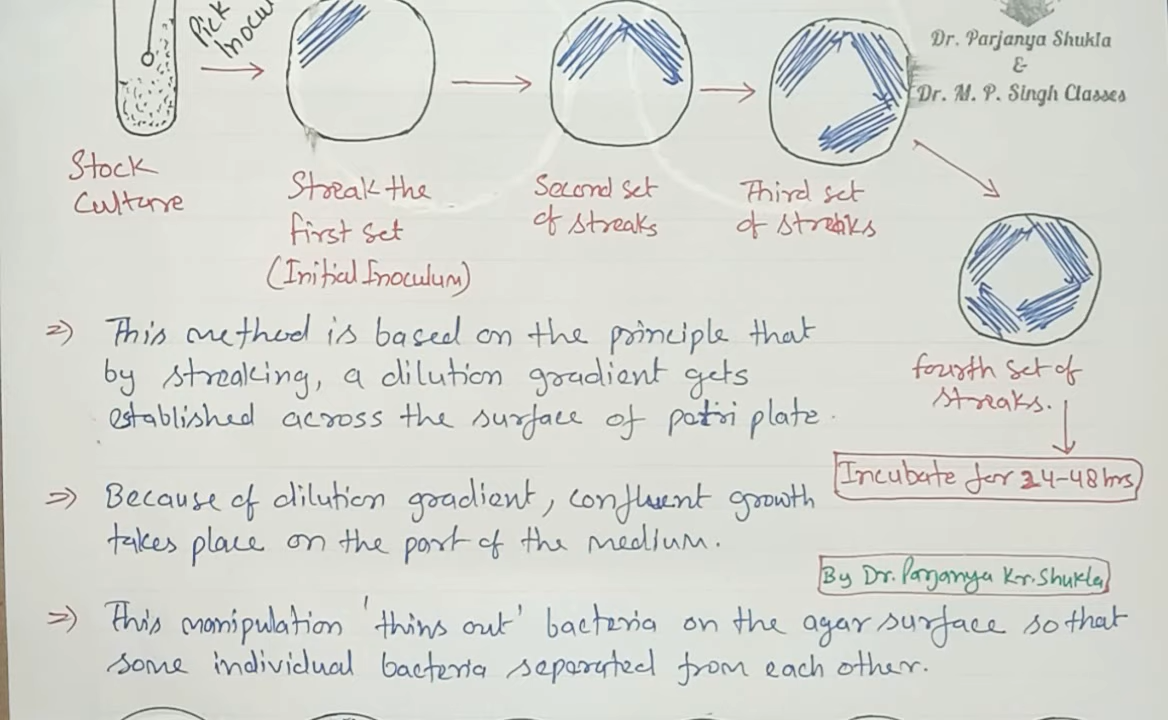 Pick
Dr. Parjanya Shukla
&
Dr. M. P. Singh Classes
Stock
Culture
Streak the
first set
(Initial Inoculum)
Second set
of streaks
Third set
of streaks
fourth set of
streaks.
Incubate for 24-48 hrs
=) This method is based on the principle that
by streaking, a dilution gradient gets
established across the surface of patri plate.
=) Because of dilution gradient, confluent growth
takes place on the part of the medium.
By Dr. Parjanya Kr. Shukla
=) This manipulation 'thins out' bacteria on the agar surface so that
some individual bacteria separated from each other.